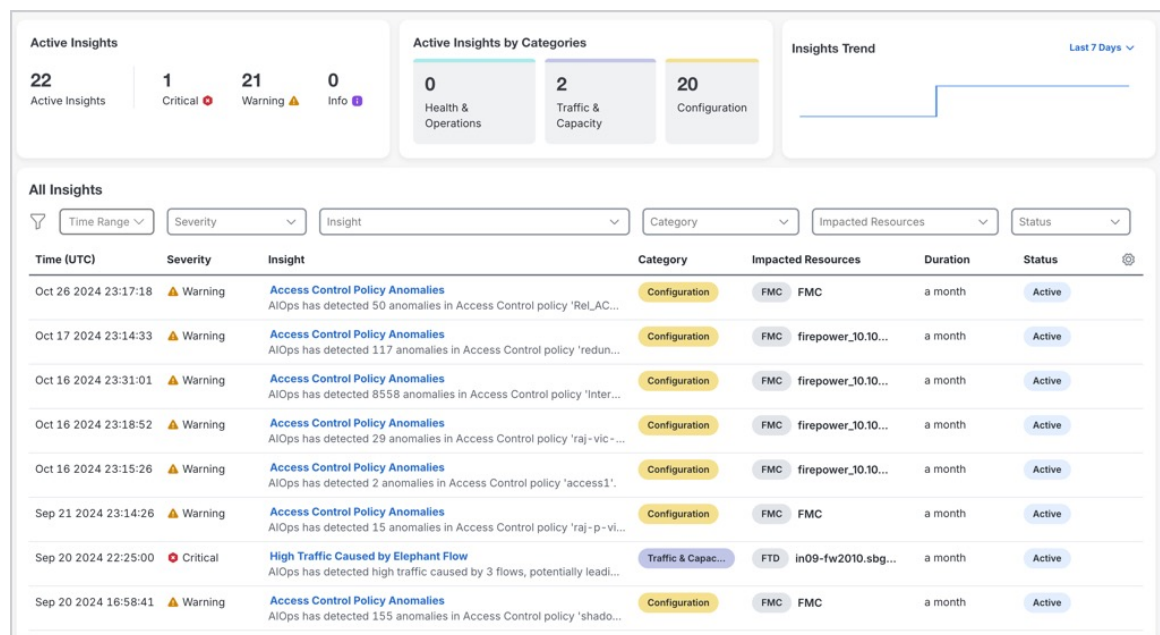 Active Insights
22
Active Insights
1
Critical
21
Warning
0
Info
Active Insights by Categories
0
Health &
Operations
2
Traffic &
Capacity
20
Configuration
Insights Trend
Last 7 Days
All Insights
Time Range
Severity
Insight
Category
Impacted Resources
Status
Time (UTC) Severity Insight Category Impacted Resources Duration Status
Oct 26 2024 23:17:18 Warning Access Control Policy Anomalies Configuration FMC FMC a month Active
AIOps has detected 50 anomalies in Access Control policy 'Rel_AC...
Oct 17 2024 23:14:33 Warning Access Control Policy Anomalies Configuration FMC firepower_10.10... a month Active
AIOps has detected 117 anomalies in Access Control policy 'redun...
Oct 16 2024 23:31:01 Warning Access Control Policy Anomalies Configuration FMC firepower_10.10... a month Active
AIOps has detected 8558 anomalies in Access Control policy 'Inter...
Oct 16 2024 23:18:52 Warning Access Control Policy Anomalies Configuration FMC firepower_10.10... a month Active
AIOps has detected 29 anomalies in Access Control policy 'raj-vic-...
Oct 16 2024 23:15:26 Warning Access Control Policy Anomalies Configuration FMC firepower_10.10... a month Active
AIOps has detected 2 anomalies in Access Control policy 'access1'.
Sep 21 2024 23:14:26 Warning Access Control Policy Anomalies Configuration FMC FMC a month Active
AIOps has detected 15 anomalies in Access Control policy 'raj-p-vi...
Sep 20 2024 22:25:00 Critical High Traffic Caused by Elephant Flow Traffic & Capac... FTD in09-fw2010.sbg... a month Active
AIOps has detected high traffic caused by 3 flows, potentially leadi...
Sep 20 2024 16:58:41 Warning Access Control Policy Anomalies Configuration FMC FMC a month Active
AIOps has detected 155 anomalies in Access Control policy 'shado...